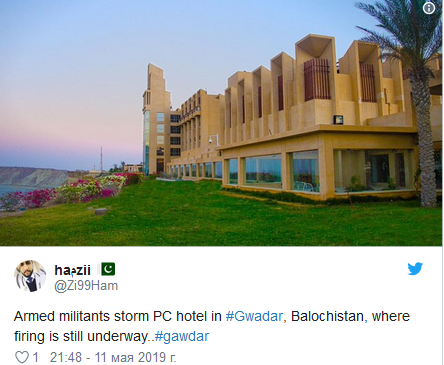 haمzii
@Zi99Ham
Armed militants storm PC hotel in #Gwadar, Balochistan, where
firing is still underway..#gawdar
1 21:48 - 11 мая 2019 г.